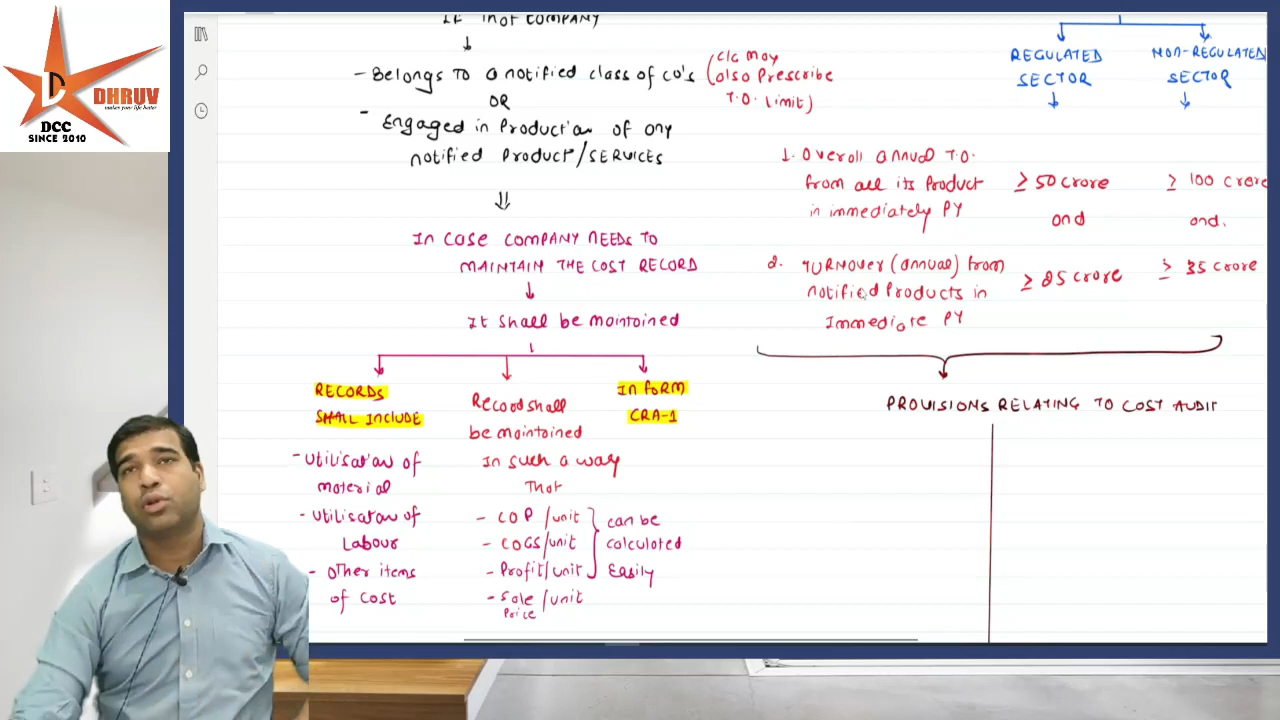 DHRUV
makes your life better
DCC
SINCE 2010
If that COMPANY
- Belongs To a notified class of co's
(C/G may
also Prescribe
T.O. Limit)
OR
- Engaged in Production of any
notified Product/SERVICES
In Case COMPANY NEEDS TO
MAINTAIN THE COST RECORD
It shall be maintained
RECORDS
SHALL INCLUDE
- Utilisation of
material
- Utilisation of
Labour
- Other items
of Cost
Record shall
be maintained
In such a way
That
- COP/unit
- COGS/unit
- Profit/unit
- Sale/unit
Price
can be
calculated
Easily
In FORM
CRA-1
REGULATED
SECTOR
NON-REGULATED
SECTOR
1. Overall annual T.O.
from all its Product
in immediately PY
≥ 50 crore
and
≥ 100 crore
and.
2. TURNover (annual) from
notified Products in
Immediate PY
≥ 25 crore
≥ 35 crore
PROVISIONS RELATING TO COST AUDIT